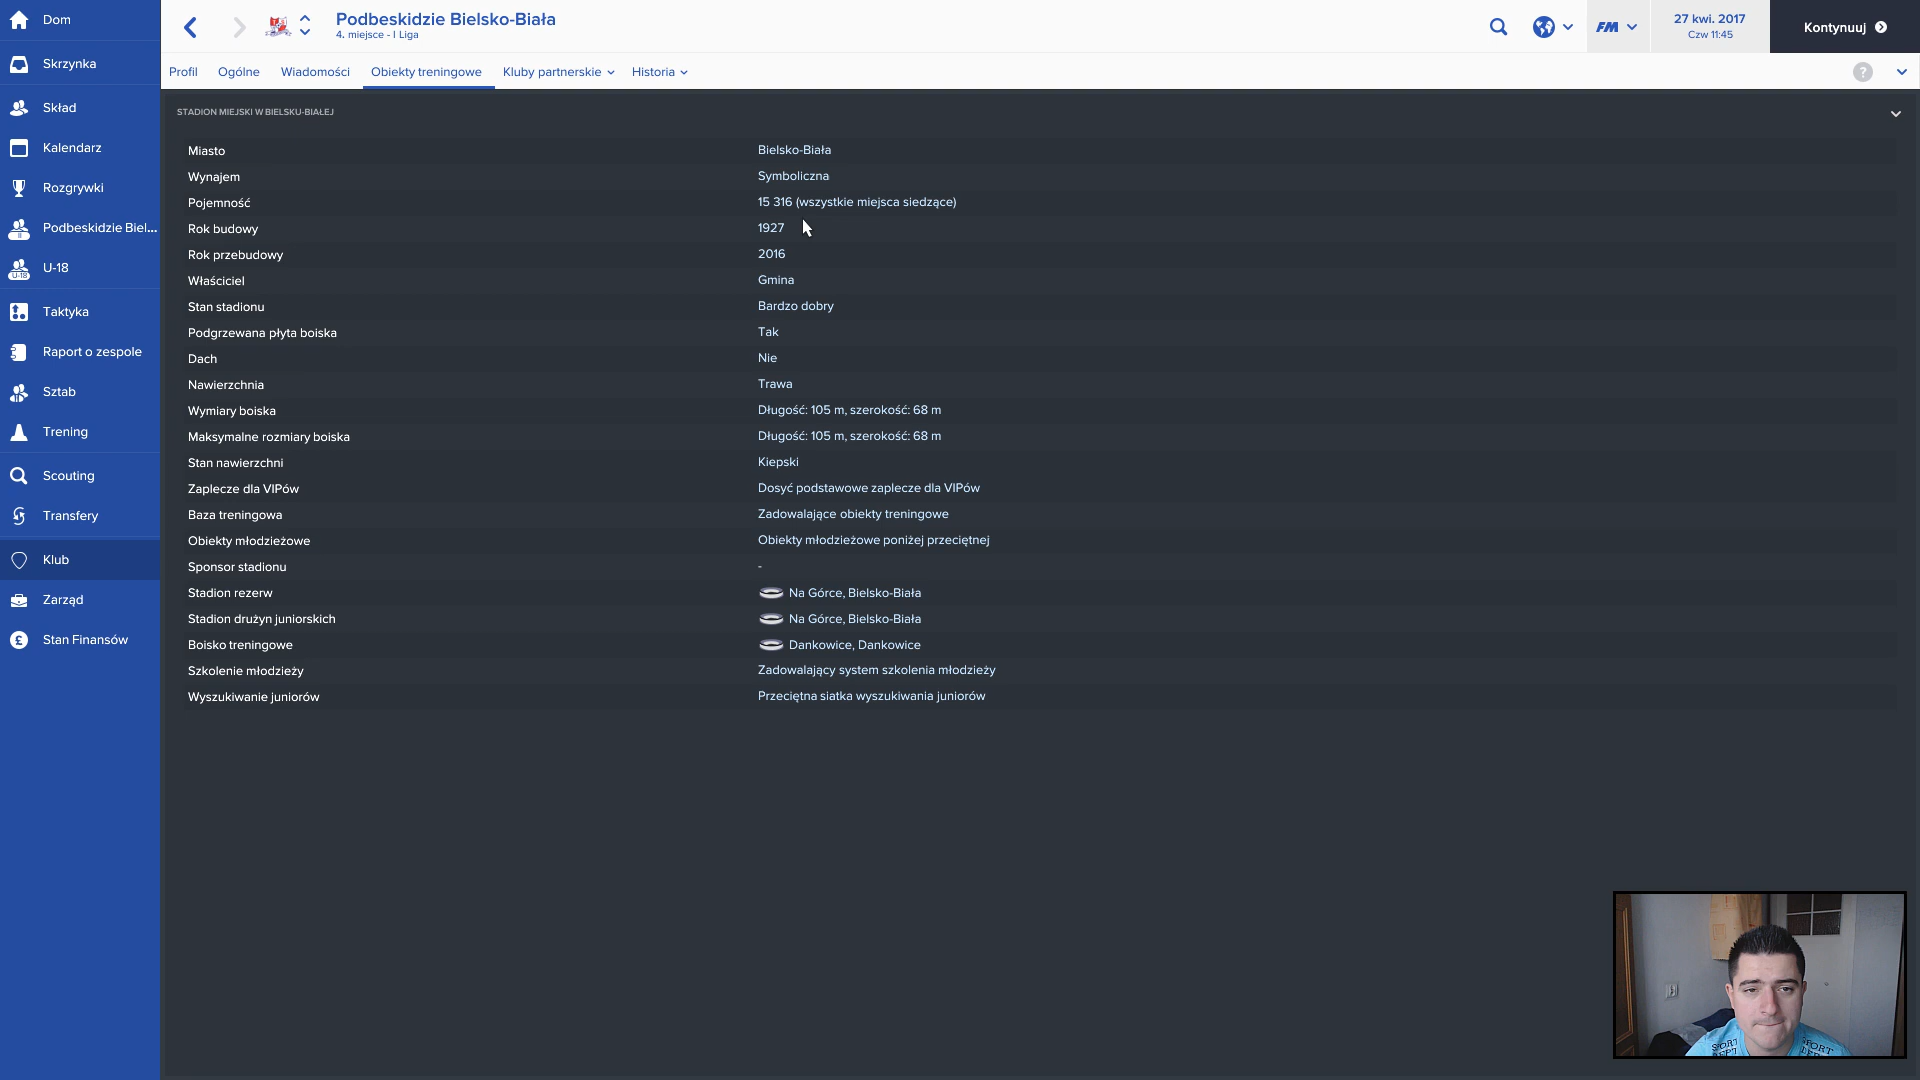 Dom
Skrzynka
Skład
Kalendarz
Rozgrywki
Podbeskidzie Biel...
U-18
Taktyka
Raport o zespole
Sztab
Trening
Scouting
Transfery
Klub
Zarząd
Stan Finansów
Podbeskidzie Bielsko-Biała
4. miejsce - I Liga
FM
27 kwi. 2017
Czw 11:45
Kontynuuj
Profil Ogólne Wiadomości Obiekty treningowe Kluby partnerskie Historia
?
STADION MIEJSKI W BIELSKU-BIAŁEJ
Miasto Bielsko-Biała
Wynajem Symboliczna
Pojemność 15 316 (wszystkie miejsca siedzące)
Rok budowy 1927
Rok przebudowy 2016
Właściciel Gmina
Stan stadionu Bardzo dobry
Podgrzewana płyta boiska Tak
Dach Nie
Nawierzchnia Trawa
Wymiary boiska Długość: 105 m, szerokość: 68 m
Maksymalne rozmiary boiska Długość: 105 m, szerokość: 68 m
Stan nawierzchni Kiepski
Zaplecze dla VIPów Dosyć podstawowe zaplecze dla VIPów
Baza treningowa Zadowalające obiekty treningowe
Obiekty młodzieżowe Obiekty młodzieżowe poniżej przeciętnej
Sponsor stadionu -
Stadion rezerw Na Górce, Bielsko-Biała
Stadion drużyn juniorskich Na Górce, Bielsko-Biała
Boisko treningowe Dankowice, Dankowice
Szkolenie młodzieży Zadowalający system szkolenia młodzieży
Wyszukiwanie juniorów Przeciętna siatka wyszukiwania juniorów
SPORT
SPORT